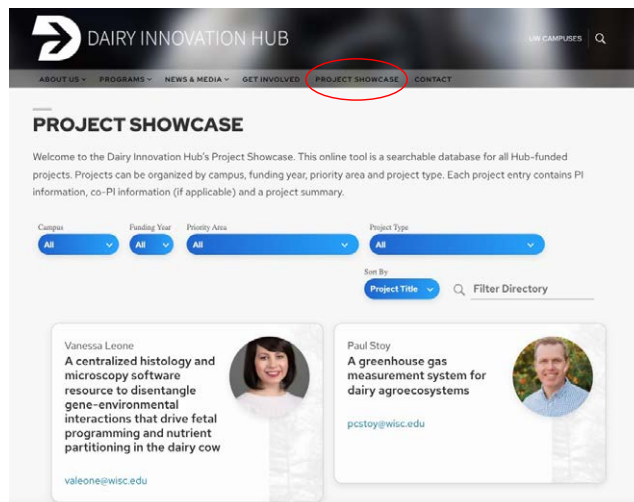 DAIRY INNOVATION HUB
UW CAMPUSES
ABOUT US PROGRAMS NEWS & MEDIA GET INVOLVED PROJECT SHOWCASE CONTACT
PROJECT SHOWCASE
Welcome to the Dairy Innovation Hub's Project Showcase. This online tool is a searchable database for all Hub-funded
projects. Projects can be organized by campus, funding year, priority area and project type. Each project entry contains PI
information, co-PI information (if applicable) and a project summary.
Campus Funding Year Priority Area Project Type
All All All All
Sort By
Project Title Filter Directory
Vanessa Leone
A centralized histology and
microscopy software
resource to disentangle
gene-environmental
interactions that drive fetal
programming and nutrient
partitioning in the dairy cow
valeone@wisc.edu
Paul Stoy
A greenhouse gas
measurement system for
dairy agroecosystems
pcstoy@wisc.edu